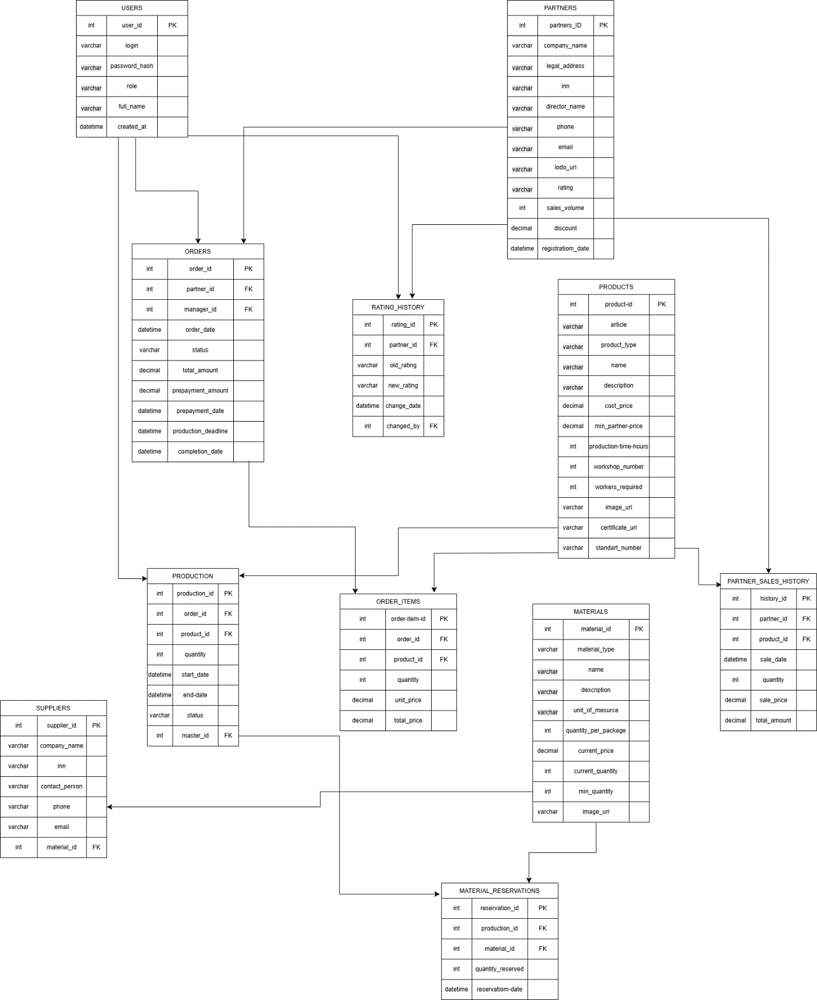 USERS
int user_id PK
varchar login
varchar password_hash
varchar role
varchar full_name
datetime created_at
PARTNERS
int partners_ID PK
varchar company_name
varchar legal_address
varchar inn
varchar director_name
varchar phone
varchar email
varchar lodo_url
varchar rating
int sales_volume
decimal discount
datetime registratiom_date
ORDERS
int order_id PK
int partner_id FK
int manager_id FK
datetime order_date
varchar status
decimal total_amount
decimal prepayment_amount
datetime prepayment_date
datetime production_deadline
datetime completion_date
RATING_HISTORY
int rating_id PK
int partner_id FK
varchar old_rating
varchar new_rating
datetime change_date
int changed_by FK
PRODUCTS
int product-id PK
varchar article
varchar product_type
varchar name
varchar description
decimal cost_price
decimal min_partner-price
int production-time-hours
int workshop_number
int workers_required
varchar image_url
varchar certificate_url
varchar standart_number
PRODUCTION
int production_id PK
int order_id FK
int product_id FK
int quantity
datetime start_date
datetime end-date
varchar status
int master_id FK
ORDER_ITEMS
int order-item-id PK
int order_id FK
int product_id FK
int quantity
decimal unit_price
decimal total_price
PARTNER_SALES_HISTORY
int history_id PK
int partner_id FK
int product_id FK
datetime sale_date
int quantity
decimal sale_price
decimal total_amount
MATERIALS
int material_id PK
varchar material_type
varchar name
varchar description
varchar unit_of_mesurce
int quantity_per_package
decimal current_price
int current_quantity
int min_quantity
varchar image_url
SUPPLIERS
int supplier_id PK
varchar company_name
varchar inn
varchar contact_person
varchar phone
varchar email
int material_id FK
MATERIAL_RESERVATIONS
int reservation_id PK
int production_id FK
int material_id FK
int quantity_reserved
datetime reservatiom-date